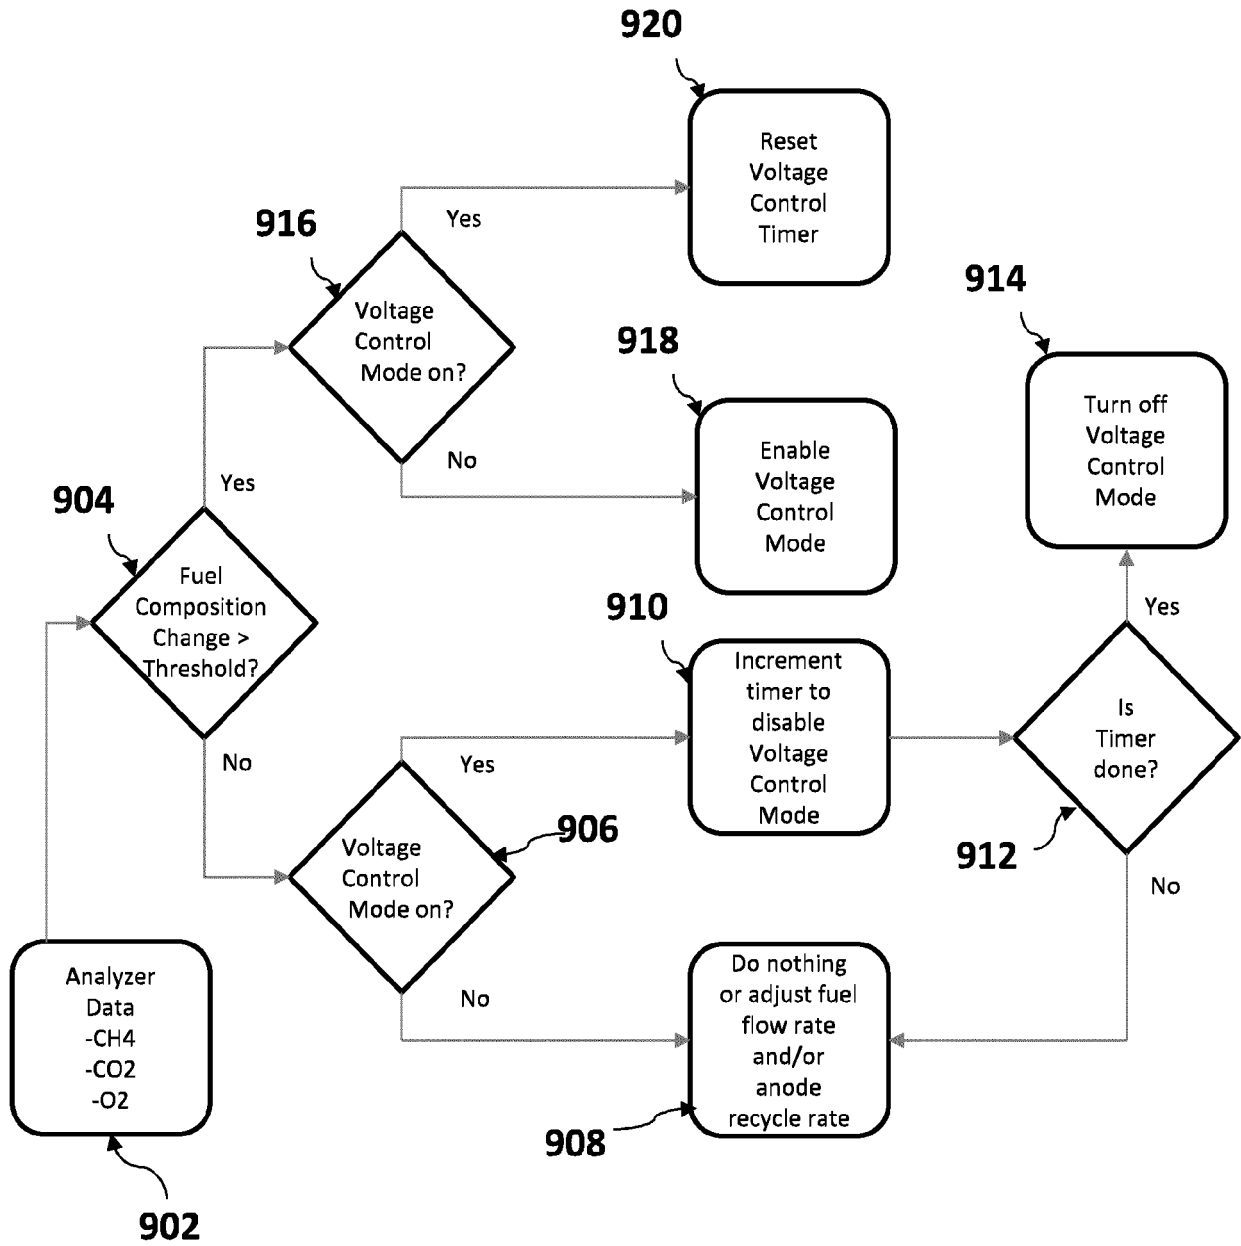 920
Reset
Voltage
Control
Timer
916
Yes
Voltage
Control
Mode on?
No
918
Enable
Voltage
Control
Mode
914
Turn off
Voltage
Control
Mode
904
Yes
Fuel
Composition
Change >
Threshold?
No
910
Increment
timer to
disable
Voltage
Control
Mode
Yes
Is
Timer
done?
912
No
Yes
906
Voltage
Control
Mode on?
No
Analyzer
Data
-CH4
-CO2
-O2
902
Do nothing
or adjust fuel
flow rate
and/or
anode
recycle rate
908